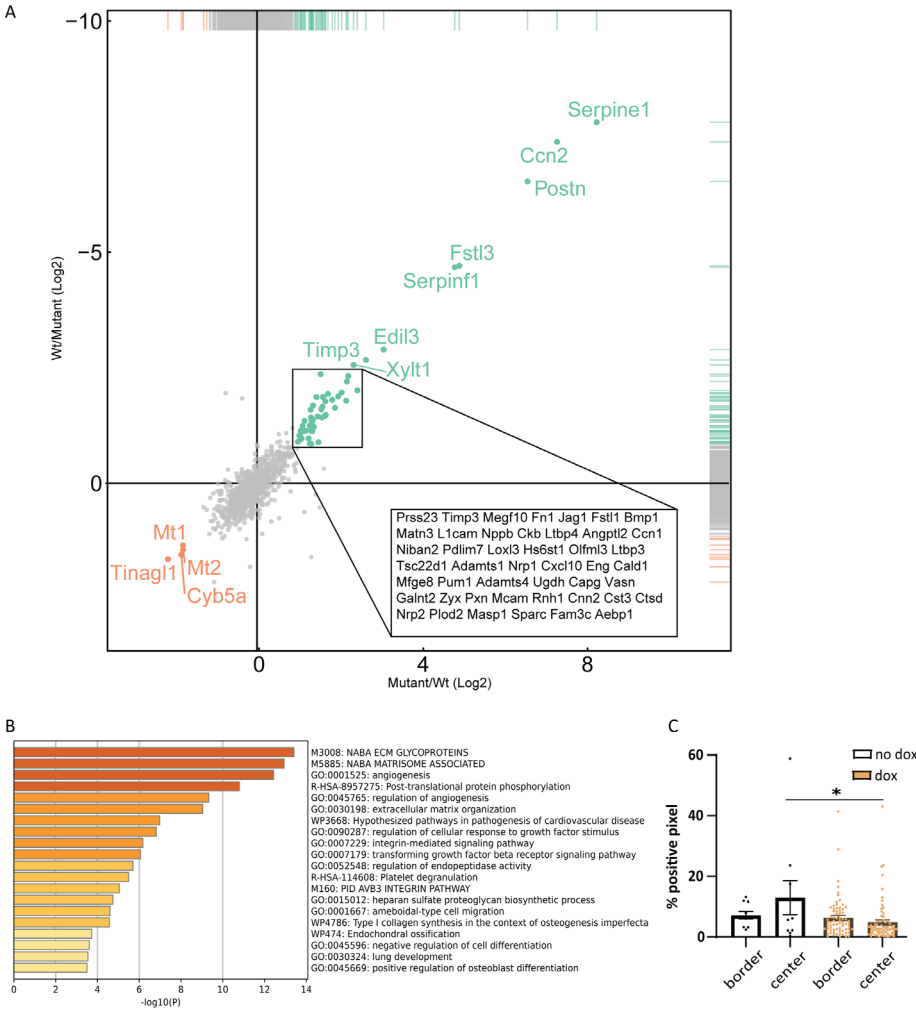 A
−10
−5
0
Wt/Mutant (Log2)
Serpine1
Ccn2
Postn
Fstl3
Serpinf1
Edil3
Timp3
Xylt1
Mt1
Mt2
Tinagl1
Cyb5a
Prss23 Timp3 Megf10 Fn1 Jag1 Fstl1 Bmp1
Matn3 L1cam Nppb Ckb Ltbp4 Angptl2 Ccn1
Niban2 Pdlim7 Loxl3 Hs6st1 Olfml3 Ltbp3
Tsc22d1 Adamts1 Nrp1 Cxcl10 Eng Cald1
Mfge8 Pum1 Adamts4 Ugdh Capg Vasn
Galnt2 Zyx Pxn Mcam Rnh1 Cnn2 Cst3 Ctsd
Nrp2 Plod2 Masp1 Sparc Fam3c Aebp1
0 4 8
Mutant/Wt (Log2)
B
M3008: NABA ECM GLYCOPROTEINS
M5885: NABA MATRISOME ASSOCIATED
GO:0001525: angiogenesis
R-HSA-8957275: Post-translational protein phosphorylation
GO:0045765: regulation of angiogenesis
GO:0030198: extracellular matrix organization
WP3668: Hypothesized pathways in pathogenesis of cardiovascular disease
GO:0090287: regulation of cellular response to growth factor stimulus
GO:0007229: integrin-mediated signaling pathway
GO:0007179: transforming growth factor beta receptor signaling pathway
GO:0052548: regulation of endopeptidase activity
R-HSA-114608: Platelet degranulation
M160: PID AVB3 INTEGRIN PATHWAY
GO:0015012: heparan sulfate proteoglycan biosynthetic process
GO:0001667: ameboidal-type cell migration
WP4786: Type I collagen synthesis in the context of osteogenesis imperfecta
WP474: Endochondral ossification
GO:0045596: negative regulation of cell differentiation
GO:0030324: lung development
GO:0045669: positive regulation of osteoblast differentiation
0 2 4 6 8 10 12 14
-log10(P)
C
no dox
dox
*
60
40
20
0
% positive pixel
border center border center